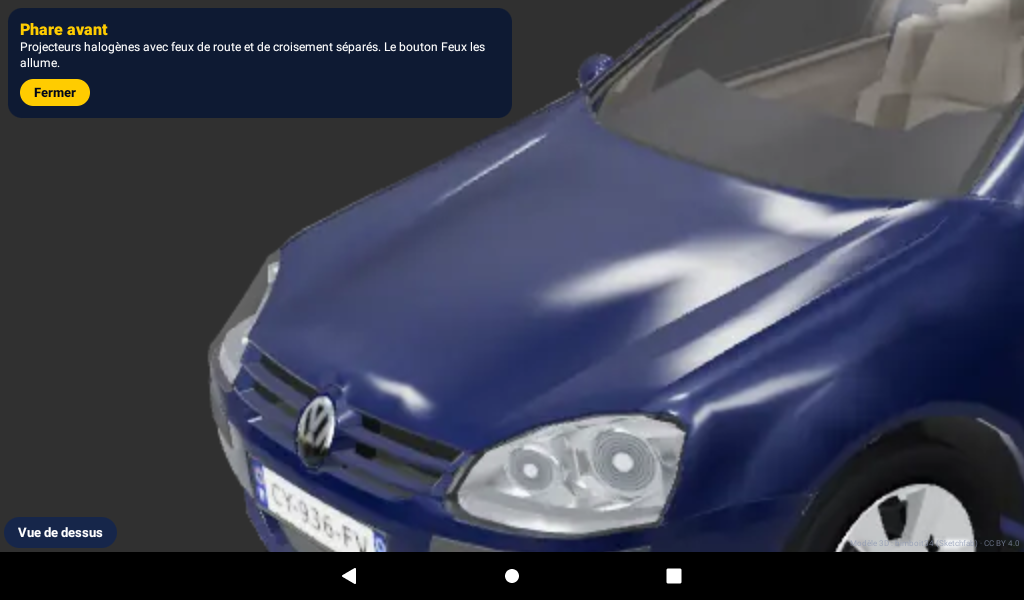 Phare avant
Projecteurs halogènes avec feux de route et de croisement séparés. Le bouton Feux les
allume.
Fermer
CY-936-FV
Vue de dessus
CC BY 4.0